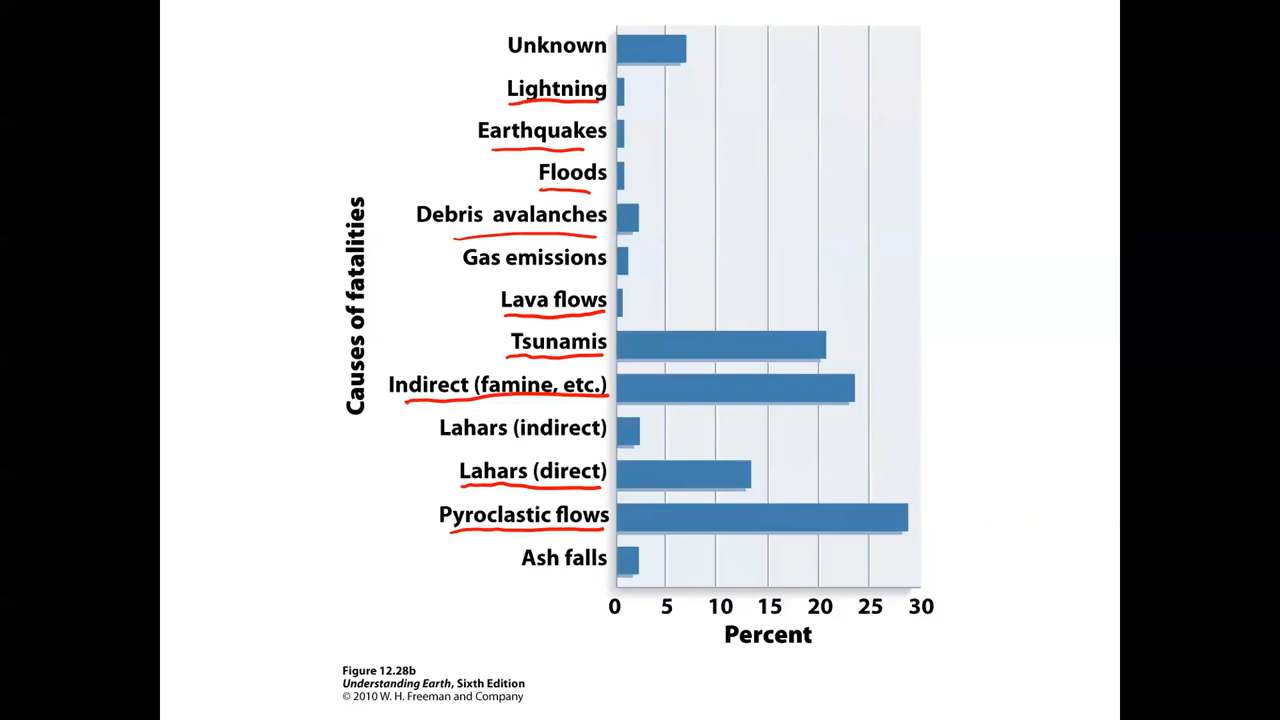 Unknown
Lightning
Earthquakes
Floods
Debris avalanches
Gas emissions
Lava flows
Tsunamis
Indirect (famine, etc.)
Lahars (indirect)
Lahars (direct)
Pyroclastic flows
Ash falls
Causes of fatalities
0 5 10 15 20 25 30
Percent
Figure 12.28b
Understanding Earth, Sixth Edition
© 2010 W. H. Freeman and Company